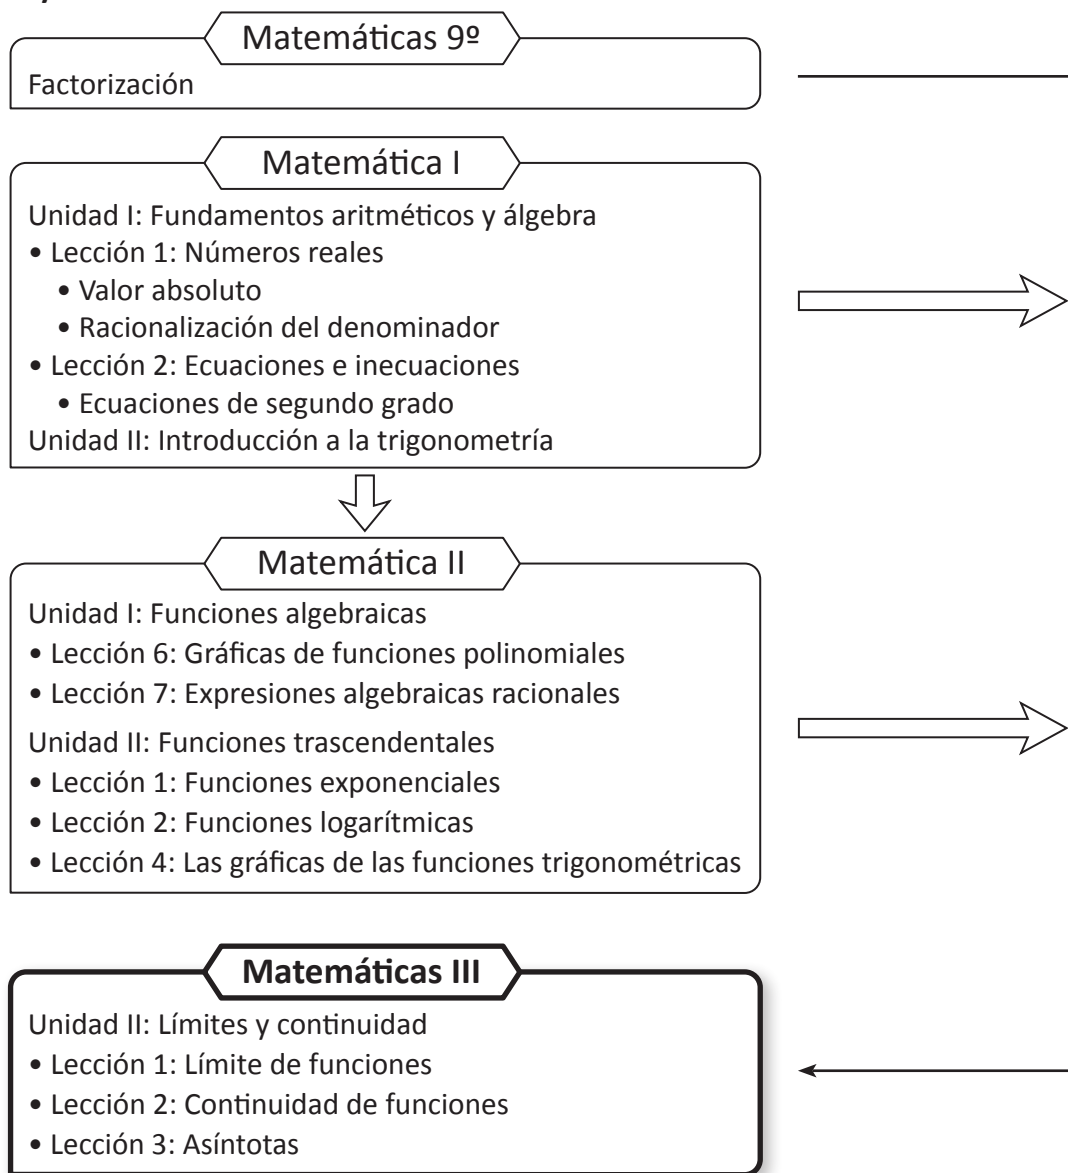 Matemáticas 9º
Factorización
Matemática I
Unidad I: Fundamentos aritméticos y álgebra
• Lección 1: Números reales
• Valor absoluto
• Racionalización del denominador
• Lección 2: Ecuaciones e inecuaciones
• Ecuaciones de segundo grado
Unidad II: Introducción a la trigonometría
Matemática II
Unidad I: Funciones algebraicas
• Lección 6: Gráficas de funciones polinomiales
• Lección 7: Expresiones algebraicas racionales
Unidad II: Funciones trascendentales
• Lección 1: Funciones exponenciales
• Lección 2: Funciones logarítmicas
• Lección 4: Las gráficas de las funciones trigonométricas
Matemáticas III
Unidad II: Límites y continuidad
• Lección 1: Límite de funciones
• Lección 2: Continuidad de funciones
• Lección 3: Asíntotas